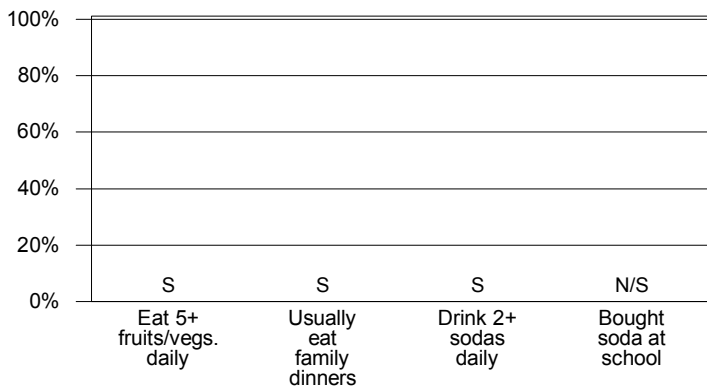 100%
80%
60%
40%
20%
0%
S S S N/S
Eat 5+
fruits/vegs.
daily
Usually
eat
family
dinners
Drink 2+
sodas
daily
Bought
soda at
school